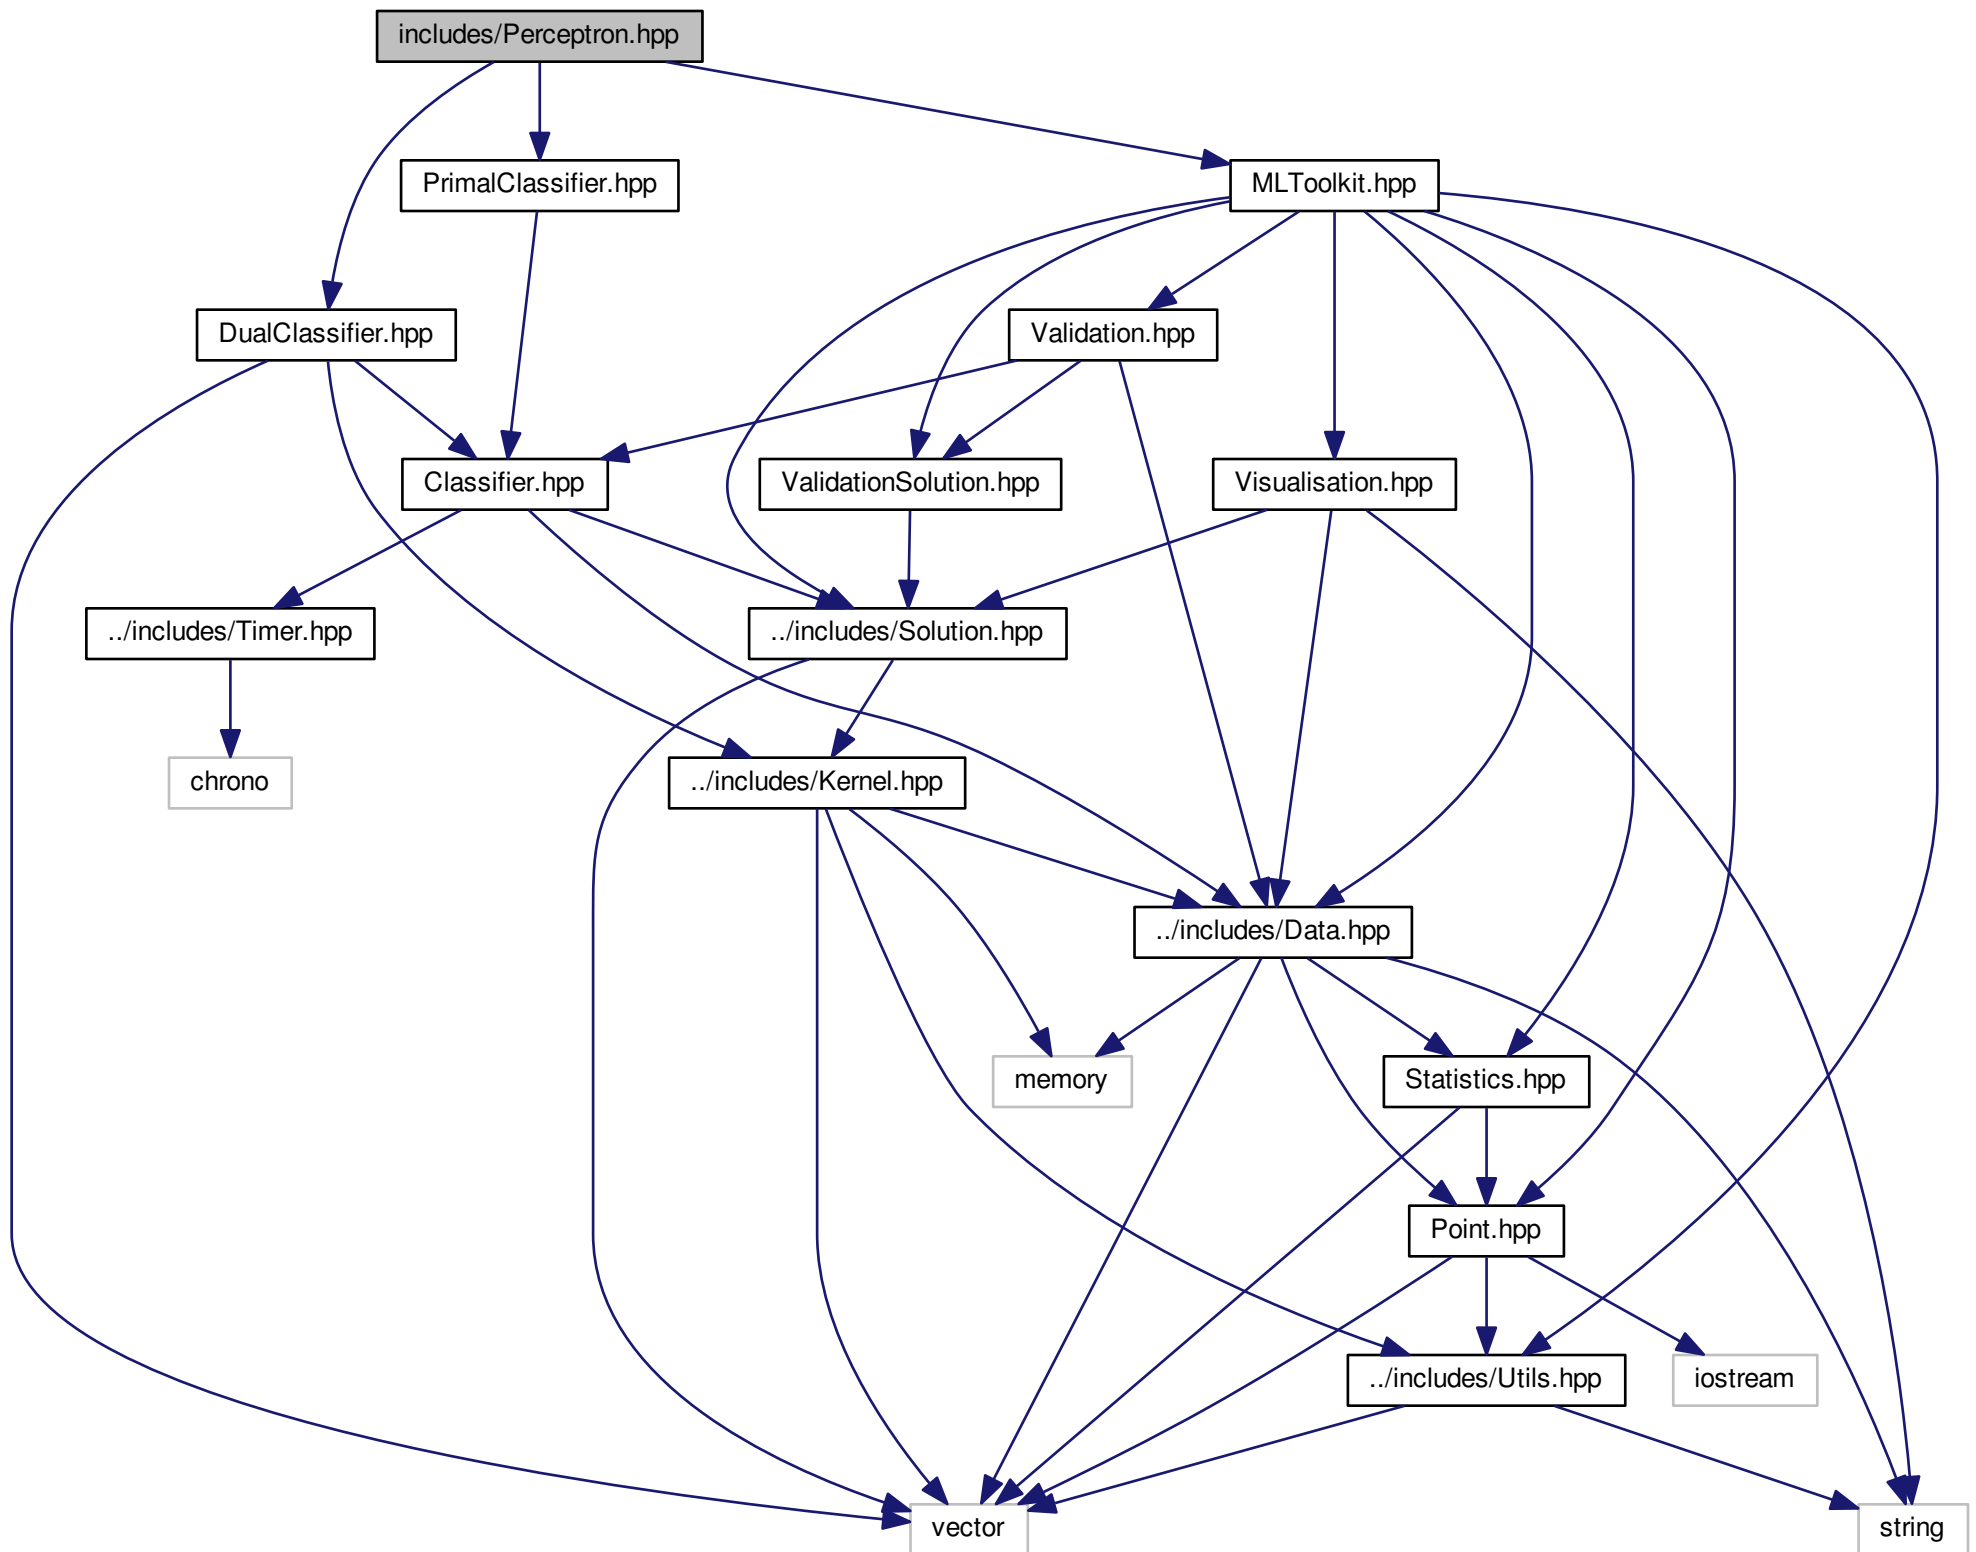 includes/Perceptron.hpp
PrimalClassifier.hpp
MLToolkit.hpp
DualClassifier.hpp
Validation.hpp
Classifier.hpp
ValidationSolution.hpp
Visualisation.hpp
../includes/Timer.hpp
../includes/Solution.hpp
chrono
../includes/Kernel.hpp
../includes/Data.hpp
memory
Statistics.hpp
Point.hpp
../includes/Utils.hpp
iostream
vector
string